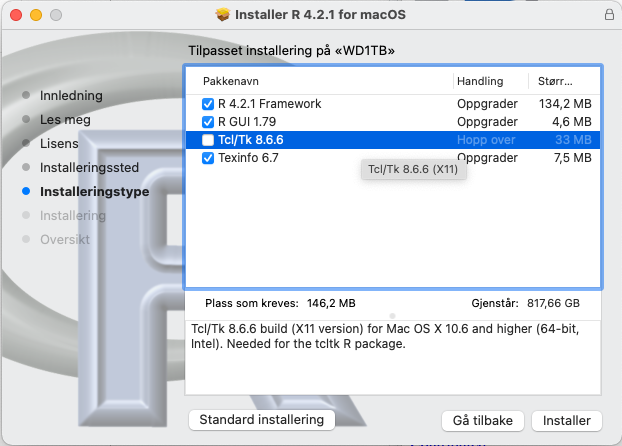 Installer R 4.2.1 for macOS
Tilpasset installering på «WD1TB»
Innledning
Les meg
Lisens
Installeringssted
Installeringstype
Installering
Oversikt
Pakkenavn Handling Størr...
R 4.2.1 Framework Oppgrader 134,2 MB
R GUI 1.79 Oppgrader 4,6 MB
Tcl/Tk 8.6.6 Hopp over 33 MB
Texinfo 6.7 Oppgrader 7,5 MB
Tcl/Tk 8.6.6 (X11)
Plass som kreves: 146,2 MB Gjenstår: 817,66 GB
Tcl/Tk 8.6.6 build (X11 version) for Mac OS X 10.6 and higher (64-bit,
Intel). Needed for the tcltk R package.
Standard installering Gå tilbake Installer